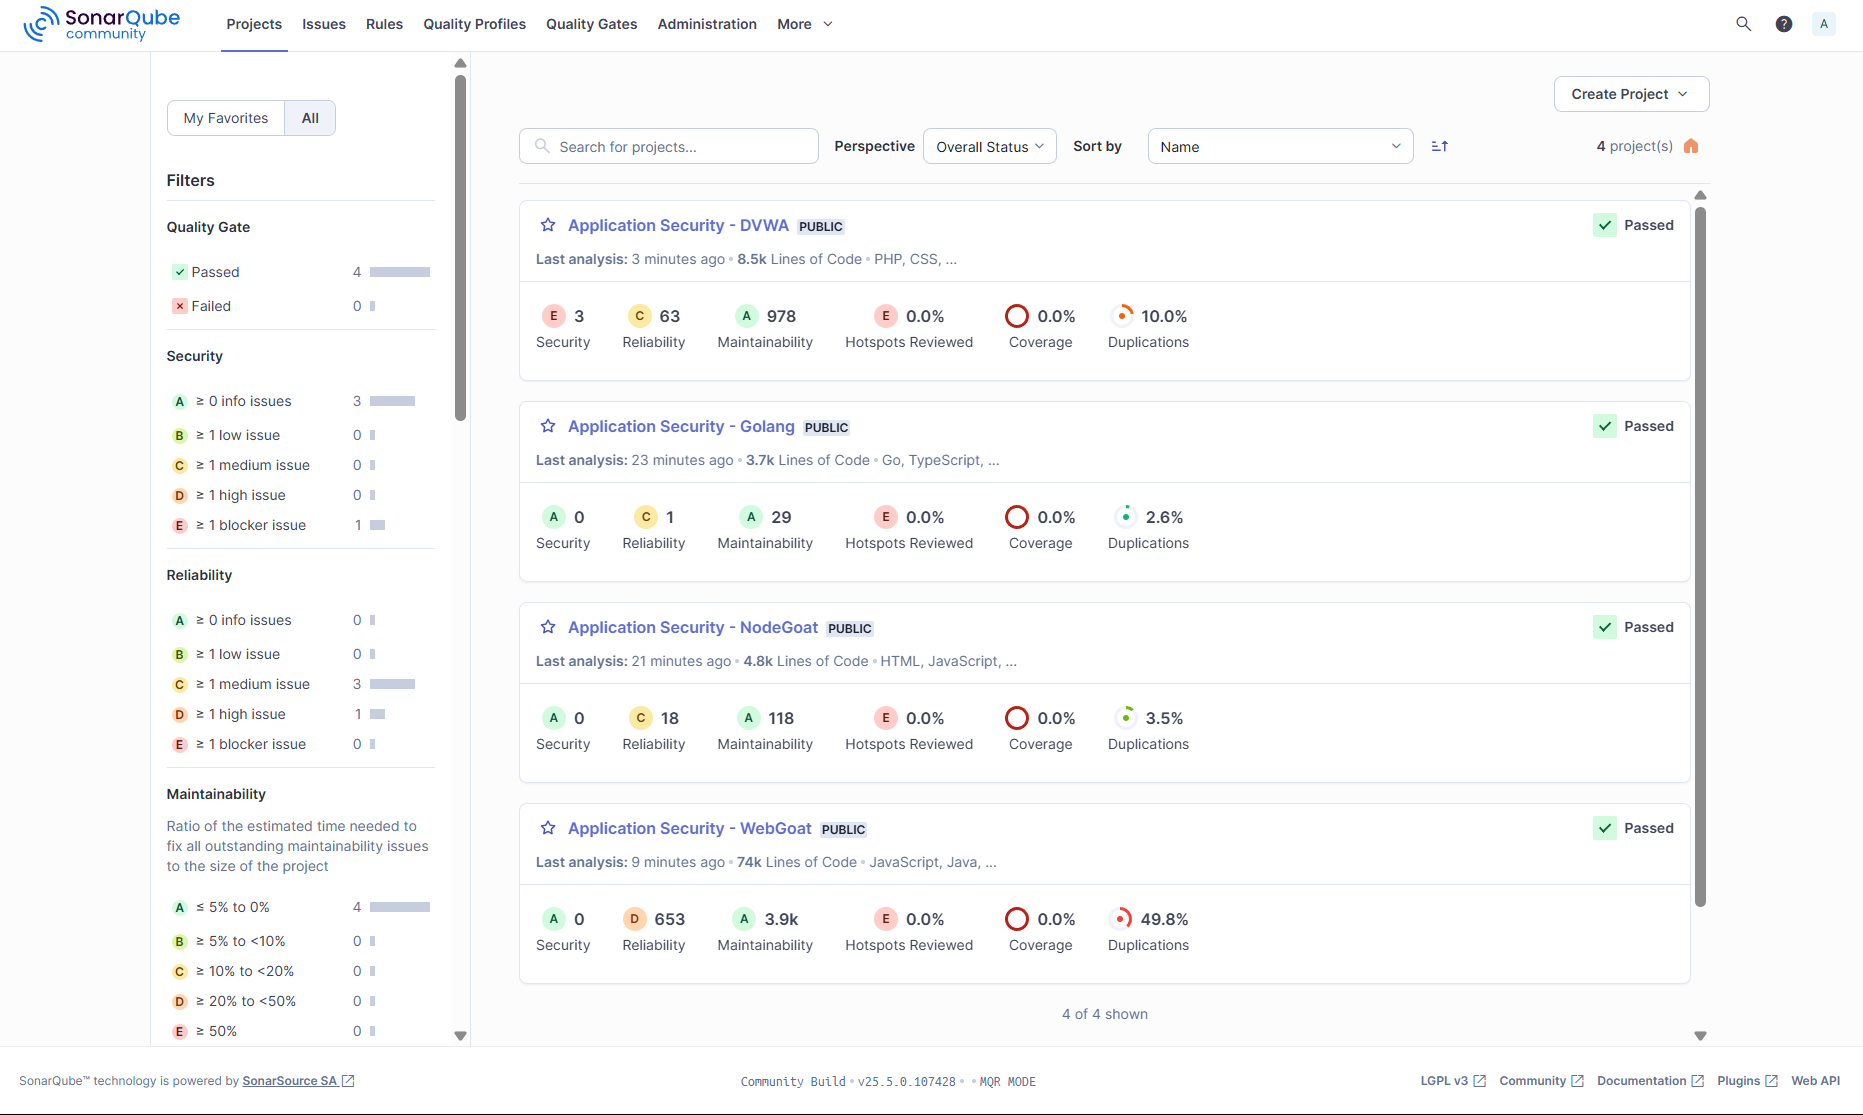 SonarQube community
Projects Issues Rules Quality Profiles Quality Gates Administration More
A
My Favorites All
Filters
Quality Gate
Passed 4
Failed 0
Security
A ≥ 0 info issues 3
B ≥ 1 low issue 0
C ≥ 1 medium issue 0
D ≥ 1 high issue 0
E ≥ 1 blocker issue 1
Reliability
A ≥ 0 info issues 0
B ≥ 1 low issue 0
C ≥ 1 medium issue 3
D ≥ 1 high issue 1
E ≥ 1 blocker issue 0
Maintainability
Ratio of the estimated time needed to
fix all outstanding maintainability issues
to the size of the project
A ≤ 5% to 0% 4
B ≥ 5% to <10% 0
C ≥ 10% to <20% 0
D ≥ 20% to <50% 0
E ≥ 50% 0
Create Project
Search for projects... Perspective Overall Status Sort by Name 4 project(s)
Application Security - DVWA PUBLIC Passed
Last analysis: 3 minutes ago • 8.5k Lines of Code • PHP, CSS, ...
E 3 C 63 A 978 E 0.0% 0.0% 10.0%
Security Reliability Maintainability Hotspots Reviewed Coverage Duplications
Application Security - Golang PUBLIC Passed
Last analysis: 23 minutes ago • 3.7k Lines of Code • Go, TypeScript, ...
A 0 C 1 A 29 E 0.0% 0.0% 2.6%
Security Reliability Maintainability Hotspots Reviewed Coverage Duplications
Application Security - NodeGoat PUBLIC Passed
Last analysis: 21 minutes ago • 4.8k Lines of Code • HTML, JavaScript, ...
A 0 C 18 A 118 E 0.0% 0.0% 3.5%
Security Reliability Maintainability Hotspots Reviewed Coverage Duplications
Application Security - WebGoat PUBLIC Passed
Last analysis: 9 minutes ago • 74k Lines of Code • JavaScript, Java, ...
A 0 D 653 A 3.9k E 0.0% 0.0% 49.8%
Security Reliability Maintainability Hotspots Reviewed Coverage Duplications
4 of 4 shown
SonarQube™ technology is powered by SonarSource SA
Community Build • v25.5.0.107428 • • MQR MODE
LGPL v3 Community Documentation Plugins Web API